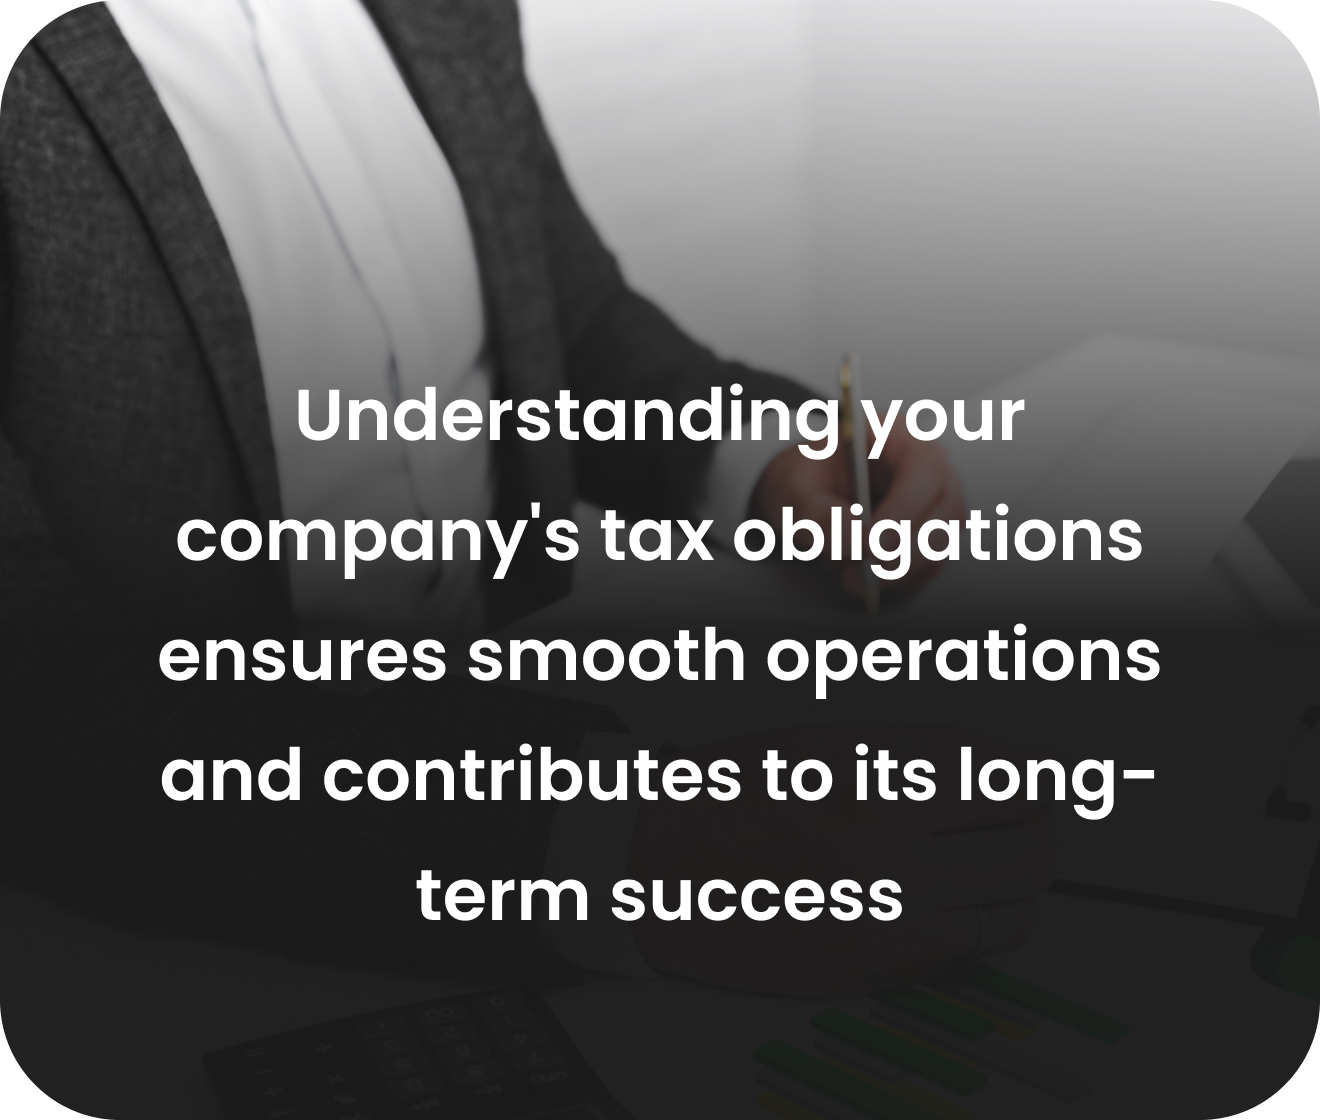 Understanding your
company's tax obligations
ensures smooth operations
and contributes to its long-
term success